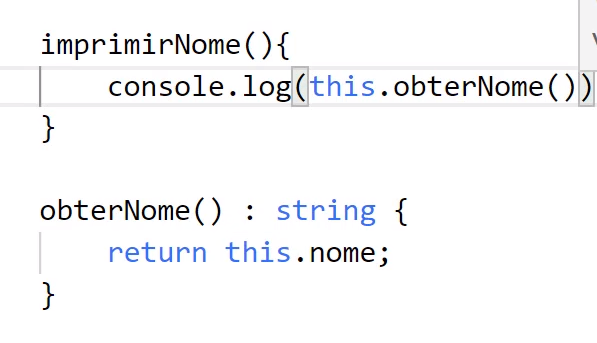 imprimirNome(){
console.log(this.obterNome())
}
obterNome() : string {
return this.nome;
}